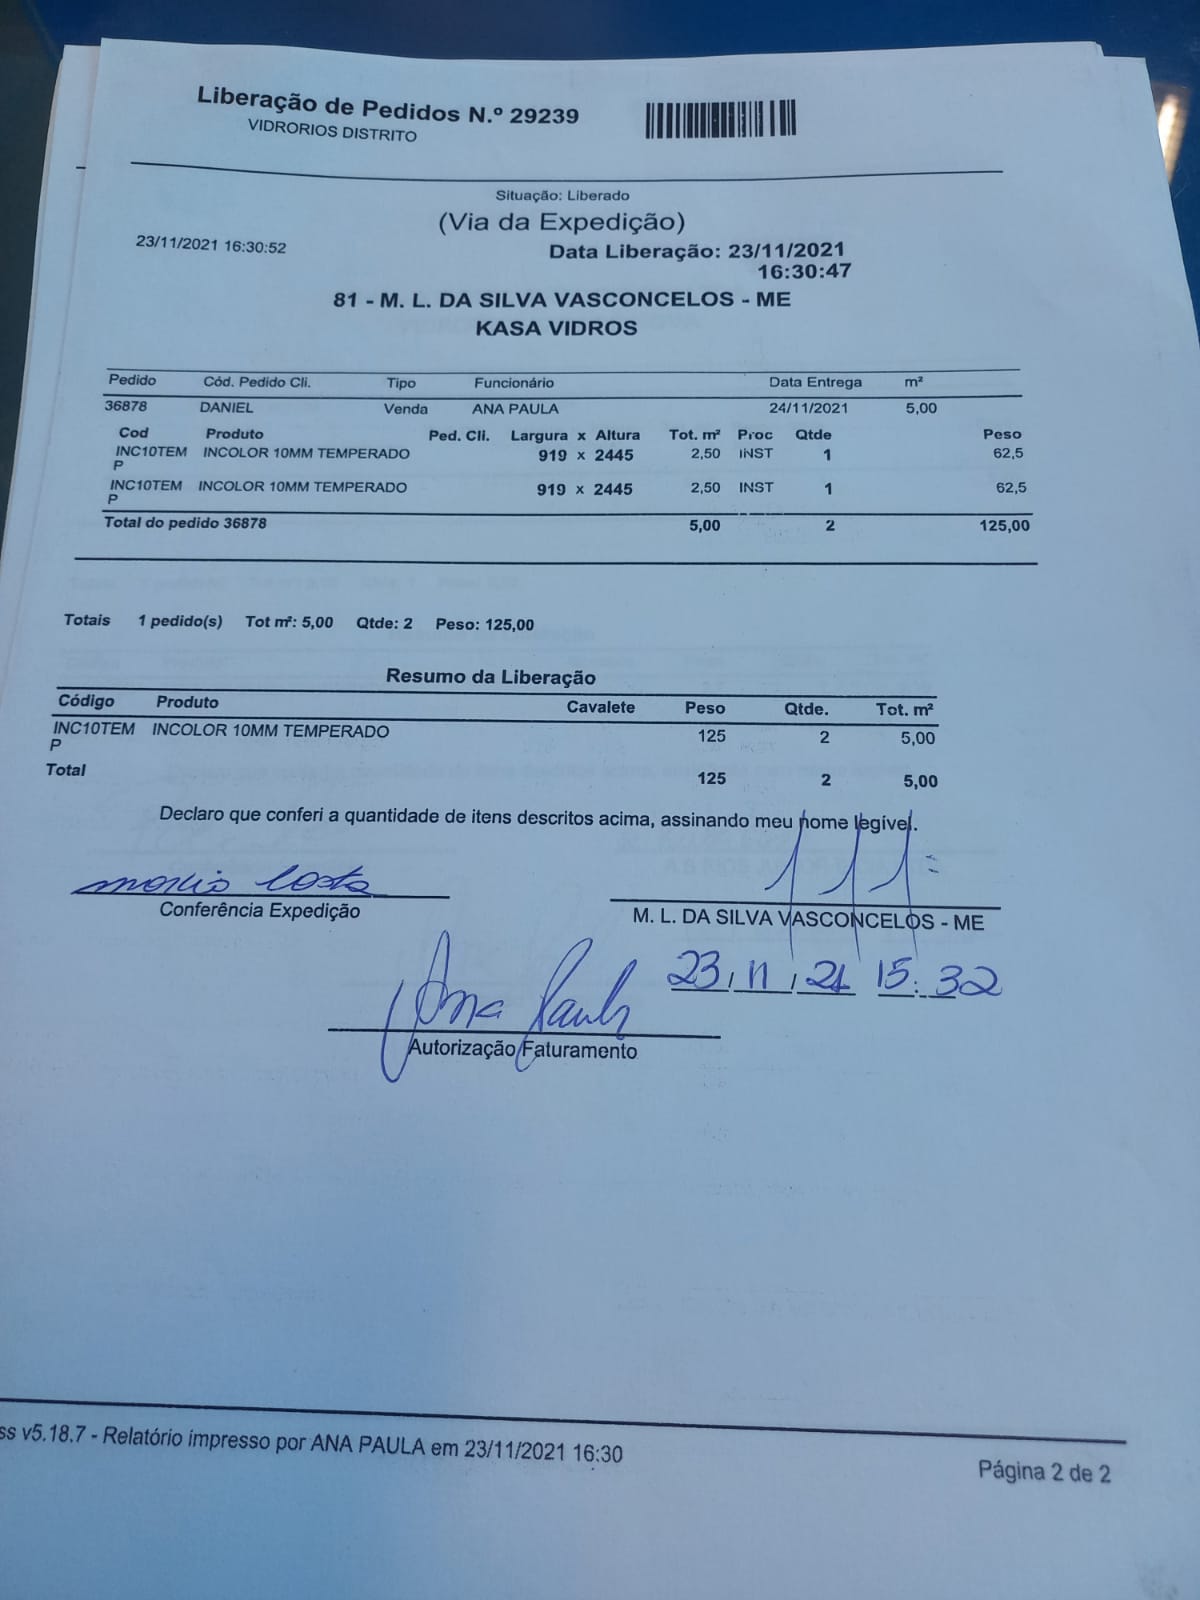 Liberação de Pedidos N.º 29239
VIDRORIOS DISTRITO
Situação: Liberado
(Via da Expedição)
23/11/2021 16:30:52
Data Liberação: 23/11/2021
16:30:47
81 - M. L. DA SILVA VASCONCELOS - ME
KASA VIDROS
Pedido Cód. Pedido Cli. Tipo Funcionário Data Entrega m²
36878 DANIEL Venda ANA PAULA 24/11/2021 5,00
Cod Produto Ped. Cli. Largura x Altura Tot. m² Proc Qtde Peso
INC10TEM INCOLOR 10MM TEMPERADO 919 x 2445 2,50 INST 1 62,5
P
INC10TEM INCOLOR 10MM TEMPERADO 919 x 2445 2,50 INST 1 62,5
P
Total do pedido 36878 5,00 2 125,00
Totais 1 pedido(s) Tot m²: 5,00 Qtde: 2 Peso: 125,00
Resumo da Liberação
Código Produto Cavalete Peso Qtde. Tot. m²
INC10TEM INCOLOR 10MM TEMPERADO 125 2 5,00
P
Total 125 2 5,00
Declaro que conferi a quantidade de itens descritos acima, assinando meu nome legível.
Costa
Conferência Expedição
M. L. DA SILVA VASCONCELOS - ME
23/11/21 15:32
Ana Paula
Autorização Faturamento
ss v5.18.7 - Relatório impresso por ANA PAULA em 23/11/2021 16:30
Página 2 de 2